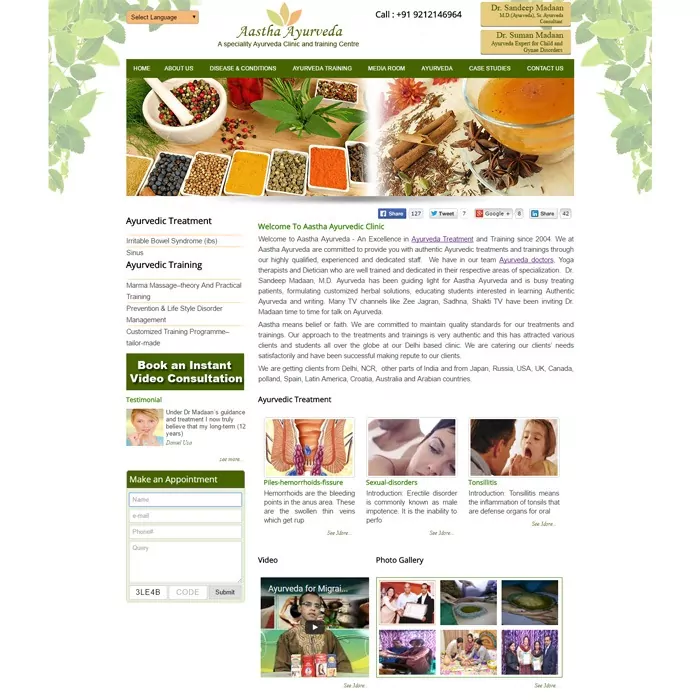 Select Language
Aastha Ayurveda
A speciality Ayurveda Clinic and training Centre
Call : +91 9212146964
Dr. Sandeep Madaan
M.D.(Ayurveda), Sr. Ayurveda
Consultant
Dr. Suman Madaan
Ayurveda Expert for Child and
Gynae Disorders
HOME ABOUT US DISEASE & CONDITIONS AYURVEDA TRAINING MEDIA ROOM AYURVEDA CASE STUDIES CONTACT US
Share 127 Tweet 7 Google + 8 Share 42
Ayurvedic Treatment
Irritable Bowel Syndrome (ibs)
Sinus
Ayurvedic Training
Marma Massage–theory And Practical
Training
Prevention & Life Style Disorder
Management
Customized Training Programme–
tailor-made
Book an Instant
Video Consultation
Testimonial
Under Dr Madaan's guidance
and treatment I now truly
believe that my long-term (12
years)
Donial Usa
see more...
Make an Appointment
Name
e-mail
Phone#
Query
3LE4B CODE Submit
Welcome To Aastha Ayurvedic Clinic
Welcome to Aastha Ayurveda - An Excellence in Ayurveda Treatment and Training since 2004. We at
Aastha Ayurveda are committed to provide you with authentic Ayurvedic treatments and trainings through
our highly qualified, experienced and dedicated staff. We have in our team Ayurveda doctors, Yoga
therapists and Dietician who are well trained and dedicated in their respective areas of specialization. Dr.
Sandeep Madaan, M.D. Ayurveda has been guiding light for Aastha Ayurveda and is busy treating
patients, formulating customized herbal solutions, educating students interested in learning Authentic
Ayurveda and writing. Many TV channels like Zee Jagran, Sadhna, Shakti TV have been inviting Dr.
Madaan time to time for talk on Ayurveda.
Aastha means belief or faith. We are committed to maintain quality standards for our treatments and
trainings. Our approach to the treatments and trainings is very authentic and this has attracted various
clients and students all over the globe at our Delhi based clinic. We are catering our clients' needs
satisfactorily and have been successful making repute to our clients.
We are getting clients from Delhi, NCR, other parts of India and from Japan, Russia, USA, UK, Canada,
polland, Spain, Latin America, Croatia, Australia and Arabian countries.
Ayurvedic Treatment
Piles-hemorrhoids-fissure
Hemorrhoids are the bleeding
points in the anus area. These
are the swollen thin veins
which get rup
See More...
Sexual-disorders
Introduction: Erectile disorder
is commonly known as male
impotence. It is the inability to
perfo
See More...
Tonsillitis
Introduction: Tonsillitis means
the inflammation of tonsils that
are defense organs for oral
See More...
Video
Ayurveda for Migrai...
See More...
Photo Gallery
See More...